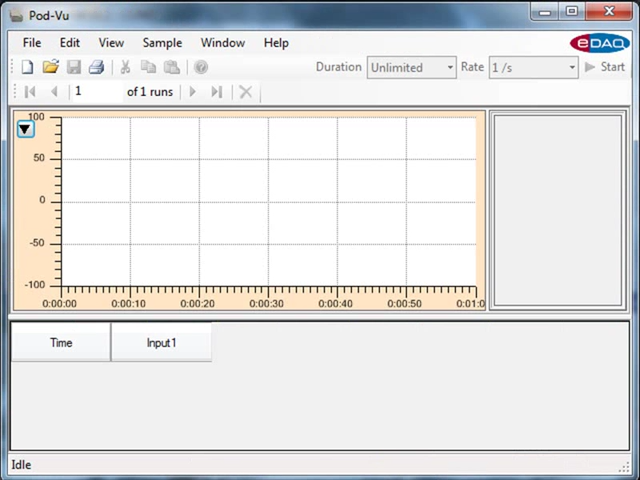 Pod-Vu
File Edit View Sample Window Help
eDAQ
Duration Unlimited Rate 1 /s Start
1 of 1 runs
100
50
0
-50
-100
0:00:00 0:00:10 0:00:20 0:00:30 0:00:40 0:00:50 0:01:0
Time Input1
Idle